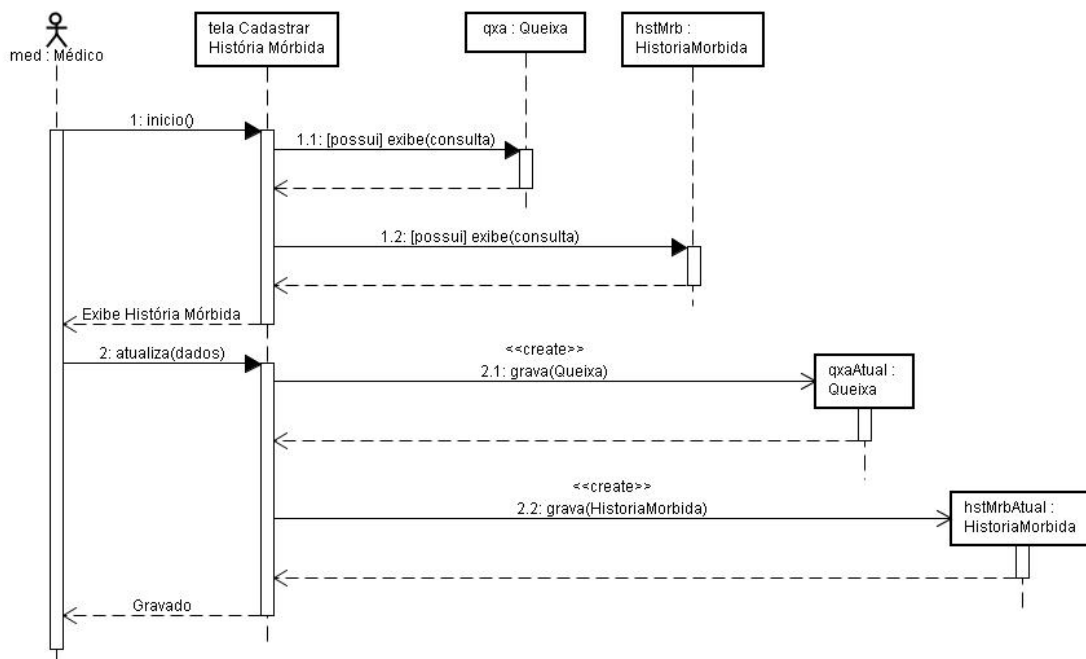 tela Cadastrar
História Mórbida
qxa : Queixa
hstMrb :
HistoriaMorbida
med : Médico
1: inicio()
1.1: [possui] exibe(consulta)
1.2: [possui] exibe(consulta)
Exibe História Mórbida
2: atualiza(dados)
<<create>>
2.1: grava(Queixa)
qxaAtual :
Queixa
<<create>>
2.2: grava(HistoriaMorbida)
hstMrbAtual :
HistoriaMorbida
Gravado